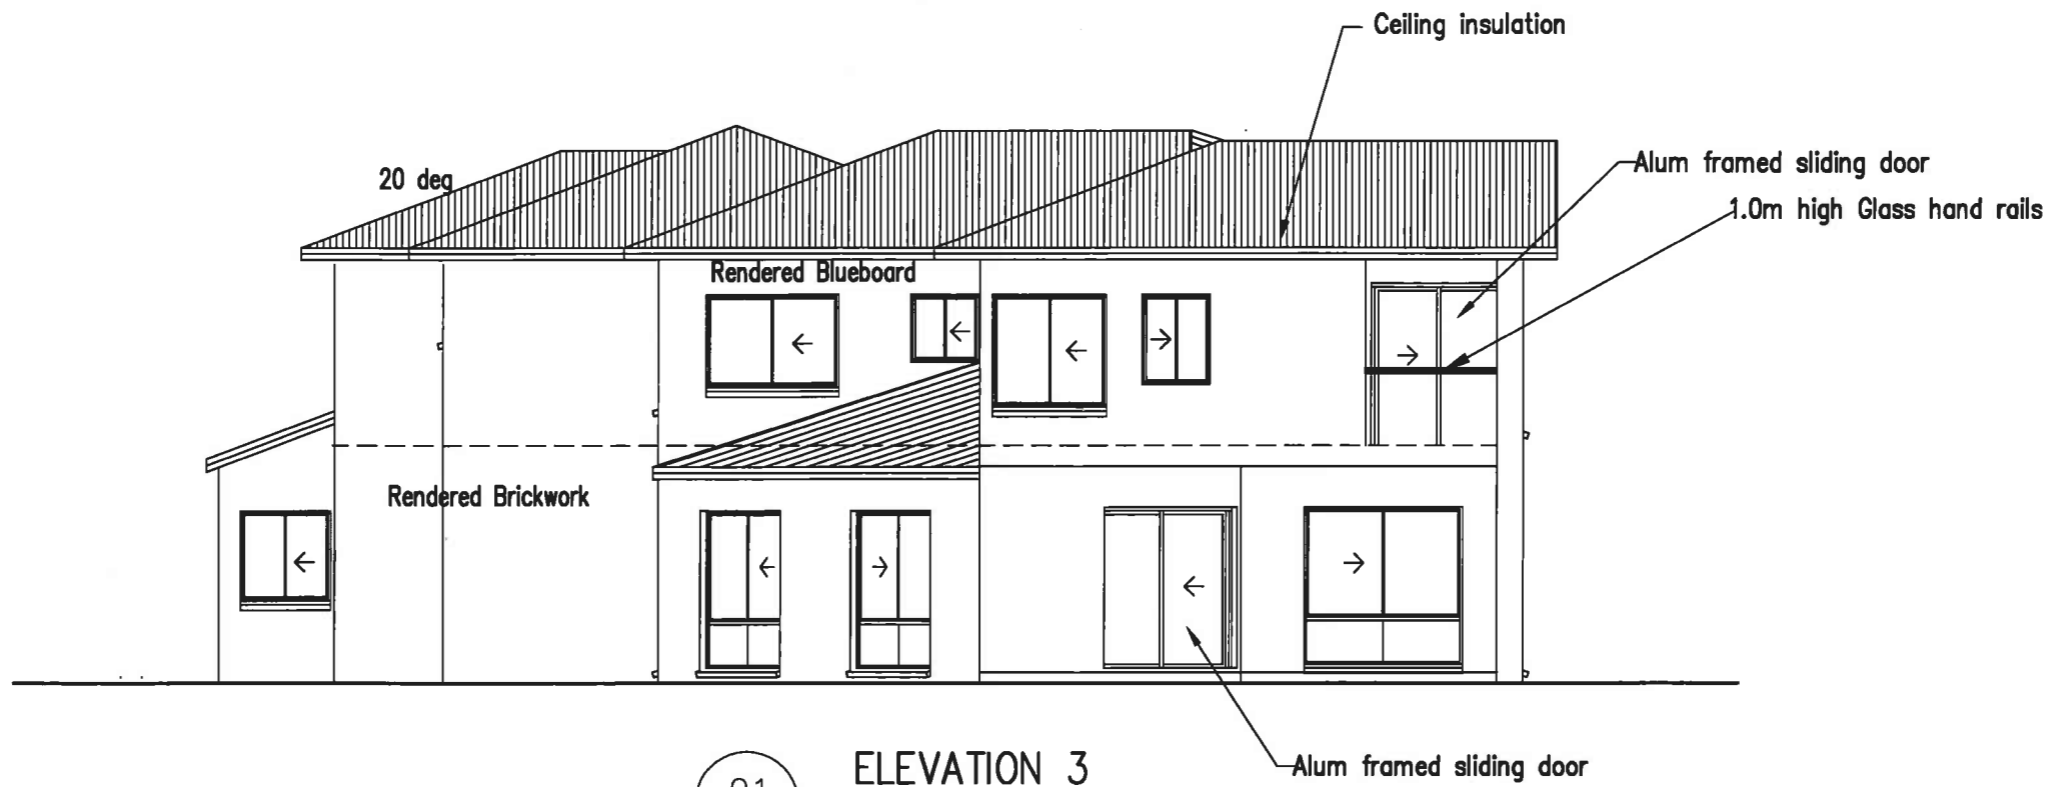 Ceiling insulation
Alum framed sliding door
20 deg
1.0m high Glass hand rails
Rendered Blueboard
Rendered Brickwork
ELEVATION 3
Alum framed sliding door